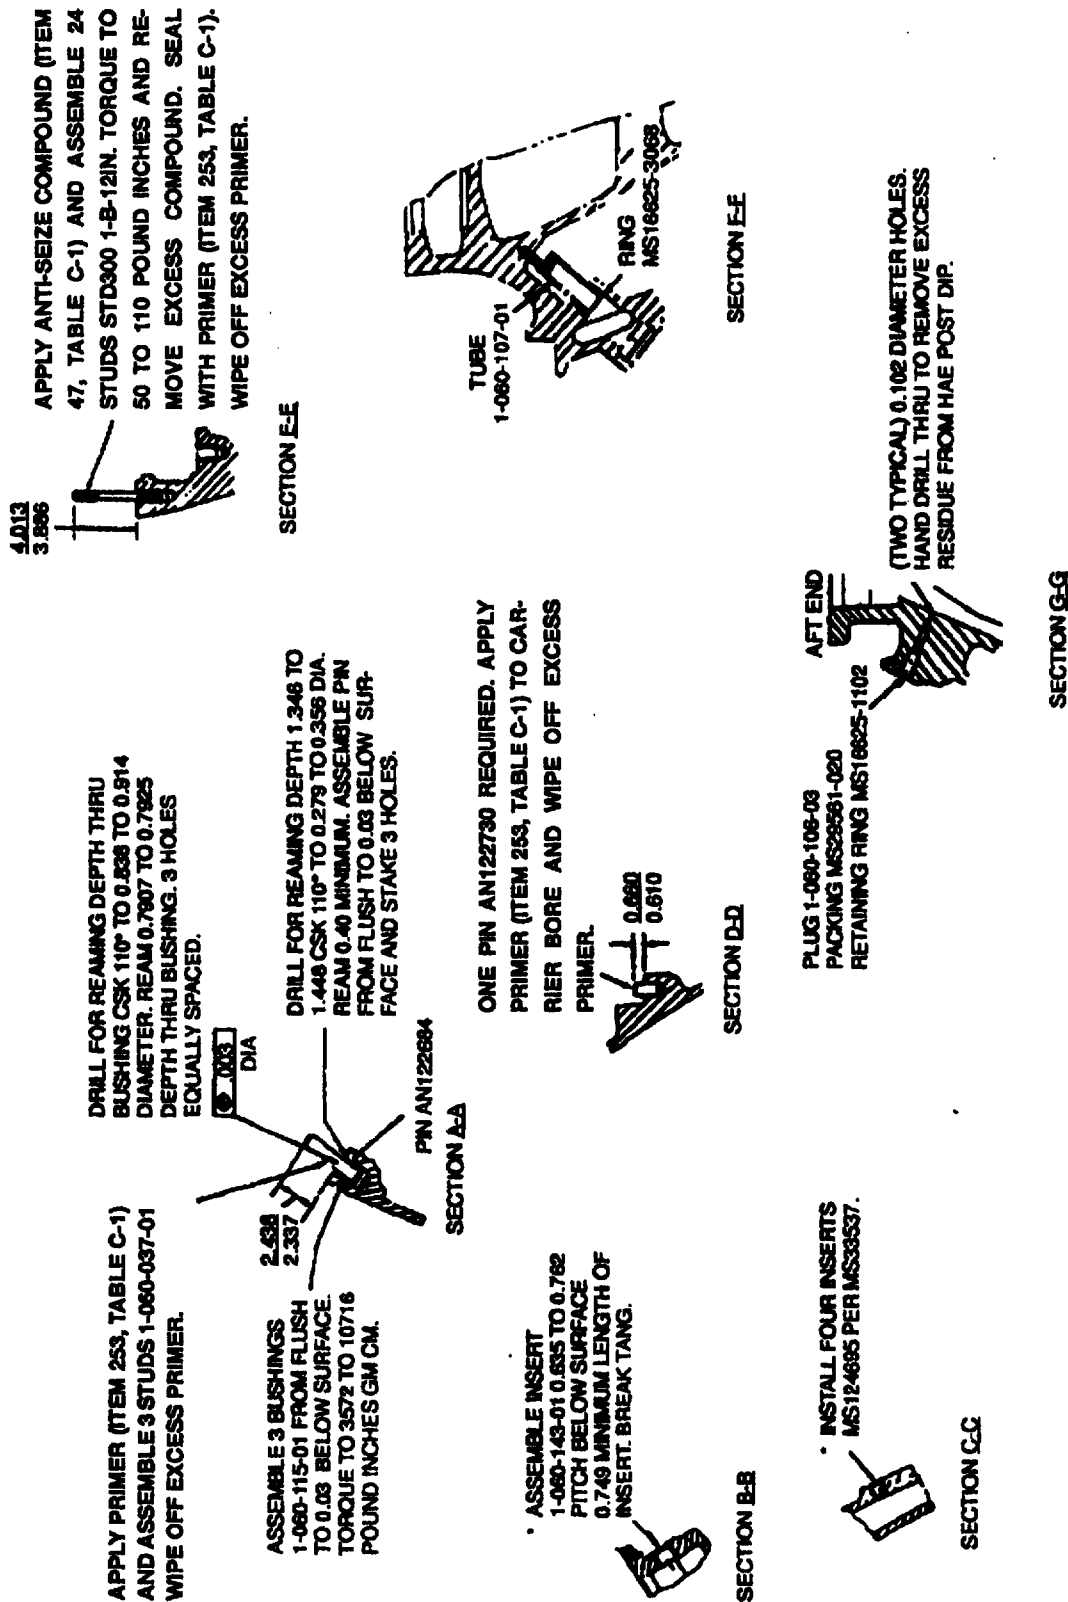 APPLY PRIMER (ITEM 253, TABLE C-1)
AND ASSEMBLE 3 STUDS 1-060-037-01
WIPE OFF EXCESS PRIMER.
DRILL FOR REAMING DEPTH THRU
BUSHING CSK 110° TO 0.838 TO 0.914
DIAMETER. REAM 0.7907 TO 0.7925
DEPTH THRU BUSHING. 3 HOLES
EQUALLY SPACED.
.003
DIA
2.438
2.337
ASSEMBLE 3 BUSHINGS
1-060-115-01 FROM FLUSH
TO 0.03 BELOW SURFACE.
TORQUE TO 3572 TO 10716
POUND INCHES GM CM.
DRILL FOR REAMING DEPTH 1.346 TO
1.448 CSK 110° TO 0.279 TO 0.356 DIA.
REAM 0.40 MINIMUM. ASSEMBLE PIN
FROM FLUSH TO 0.03 BELOW SUR-
FACE AND STAKE 3 HOLES.
PIN AN122684
SECTION A-A
4.013
3.886
APPLY ANTI-SEIZE COMPOUND (ITEM
47, TABLE C-1) AND ASSEMBLE 24
STUDS STD300 1-B-12IN. TORQUE TO
50 TO 110 POUND INCHES AND RE-
MOVE EXCESS COMPOUND. SEAL
WITH PRIMER (ITEM 253, TABLE C-1).
WIPE OFF EXCESS PRIMER.
SECTION E-E
* ASSEMBLE INSERT
1-060-143-01 0.635 TO 0.762
PITCH BELOW SURFACE
0.749 MINIMUM LENGTH OF
INSERT. BREAK TANG.
SECTION B-B
ONE PIN AN122730 REQUIRED. APPLY
PRIMER (ITEM 253, TABLE C-1) TO CAR-
RIER BORE AND WIPE OFF EXCESS
PRIMER.
0.660
0.610
SECTION D-D
TUBE
1-060-107-01
RING
MS16625-3068
SECTION F-F
* INSTALL FOUR INSERTS
MS124695 PER MS33537.
SECTION C-C
PLUG 1-060-106-03
PACKING MS29561-020
RETAINING RING MS16625-1102
AFT END
(TWO TYPICAL) 0.102 DIAMETER HOLES.
HAND DRILL THRU TO REMOVE EXCESS
RESIDUE FROM HAE POST DIP.
SECTION G-G